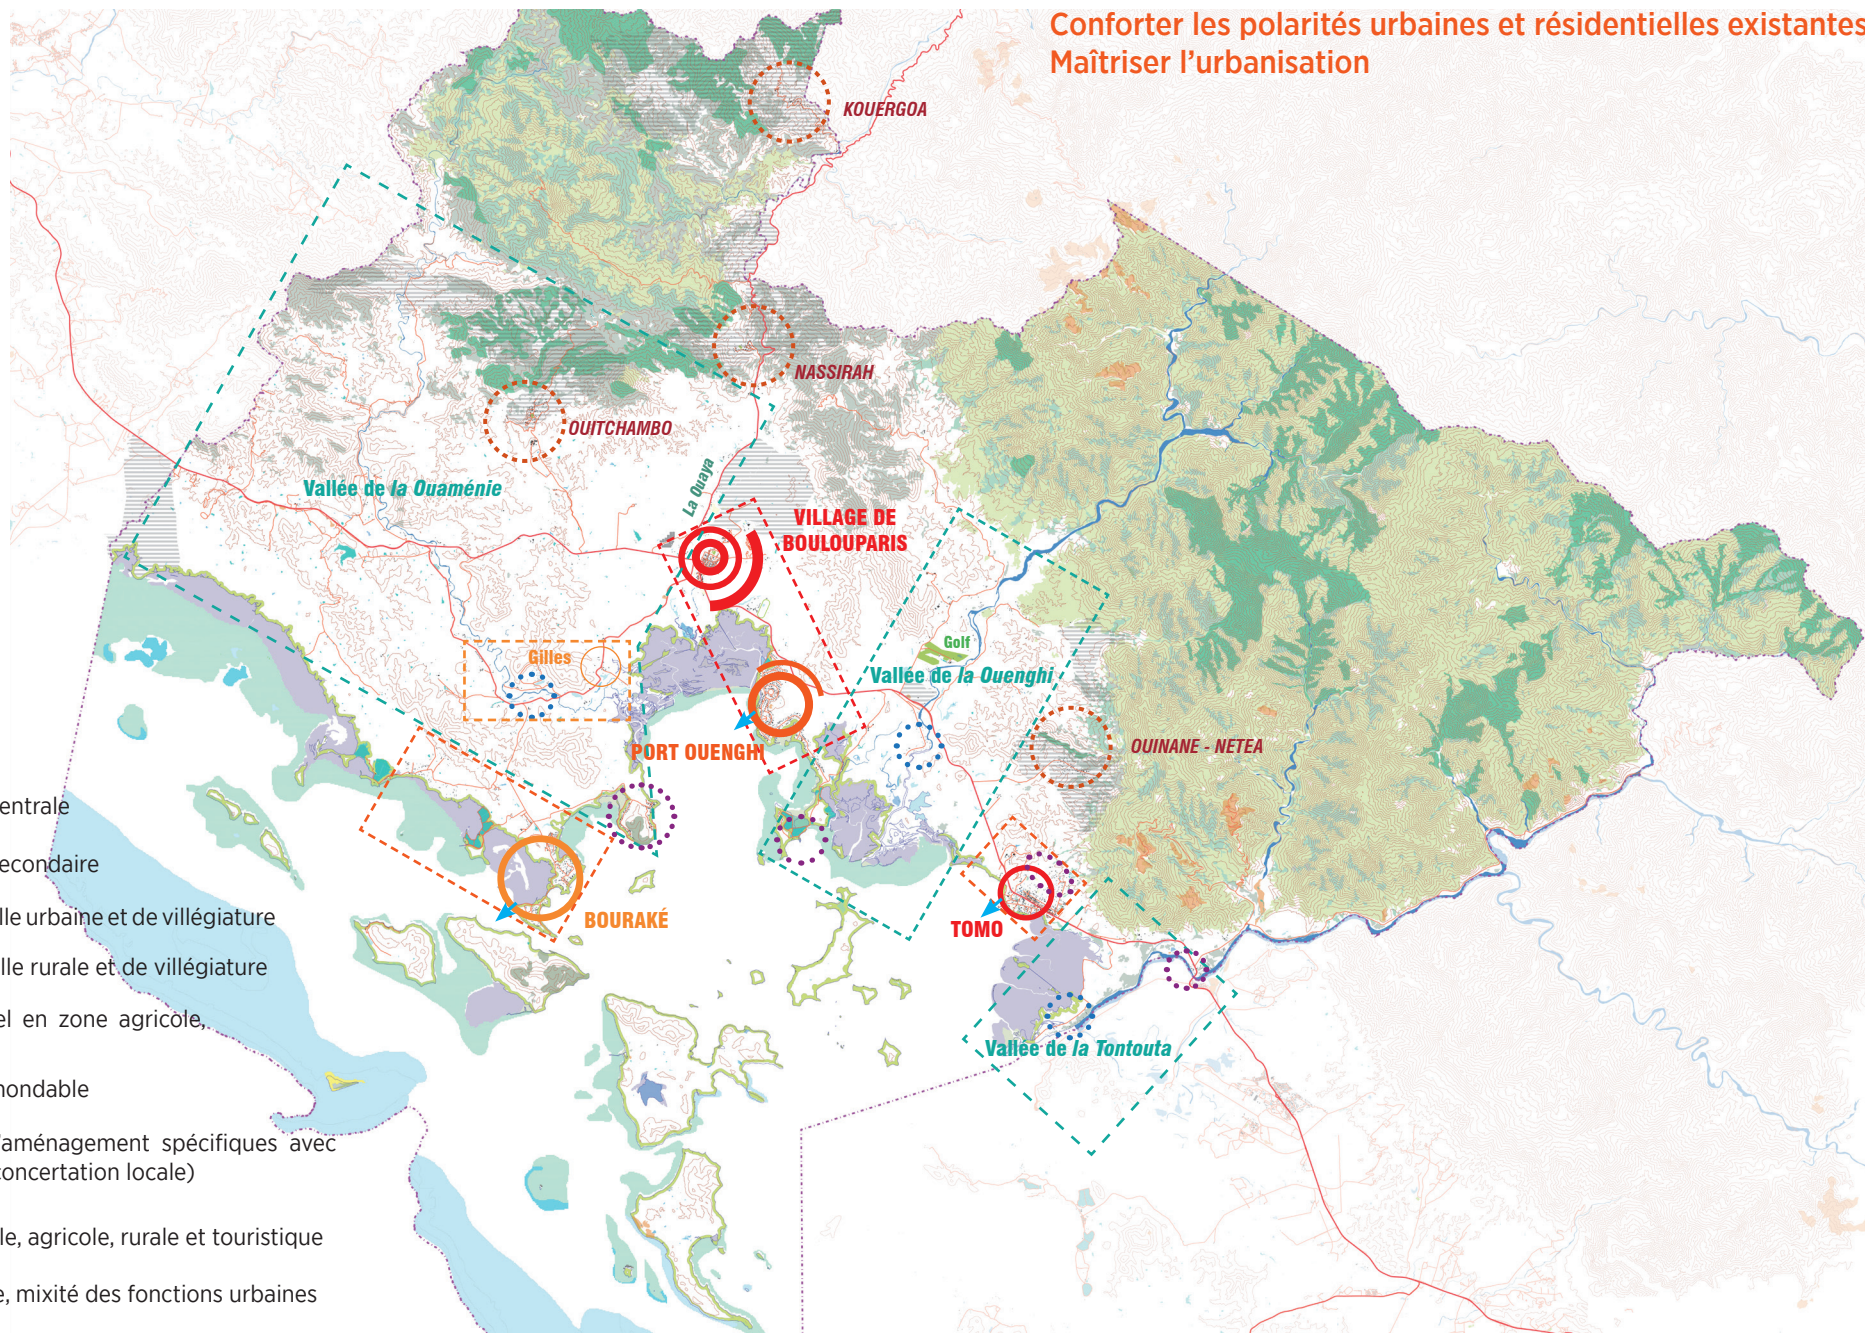 Conforter les polarités urbaines et résidentielles existantes
Maîtriser l'urbanisation
KOUERGOA
NASSIRAH
OUITCHAMBO
La Ouaya
Vallée de la Ouaménie
VILLAGE DE
BOULOUPARIS
Golf
Gilles
Vallée de la Ouenghi
PORT OUENGHI
OUINANE - NETEA
BOURAKÉ
TOMO
Vallée de la Tontouta
entrale
econdaire
lle urbaine et de villégiature
lle rurale et de villégiature
el en zone agricole,
nondable
'aménagement spécifiques avec
concertation locale)
le, agricole, rurale et touristique
e, mixité des fonctions urbaines